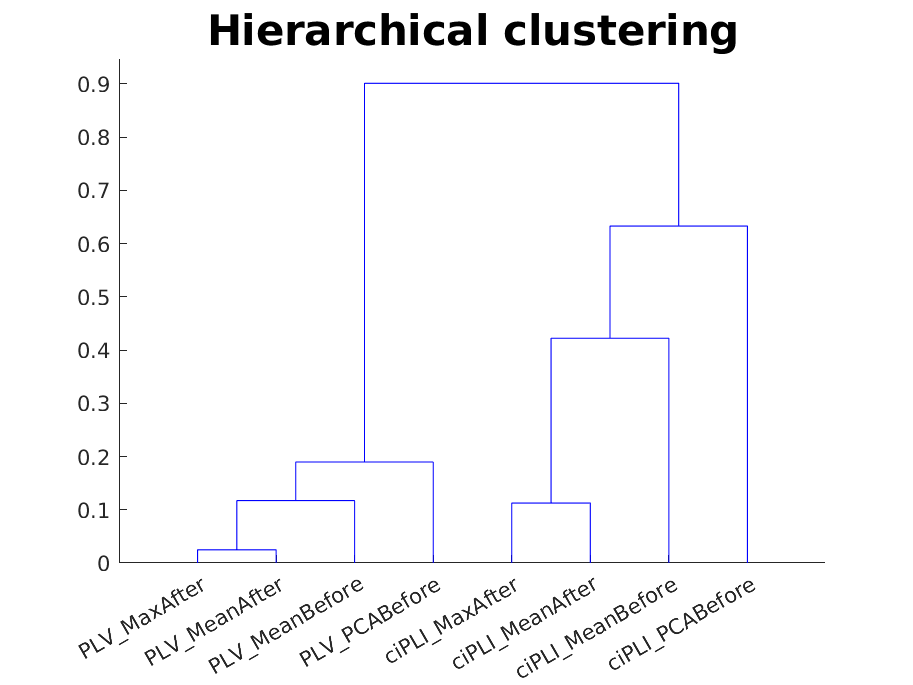 Hierarchical clustering
0.9
0.8
0.7
0.6
0.5
0.4
0.3
0.2
0.1
0
PLV_MaxAfter
PLV_MeanAfter
PLV_MeanBefore
PLV_PCABefore
ciPLI_MaxAfter
ciPLI_MeanAfter
ciPLI_MeanBefore
ciPLI_PCABefore